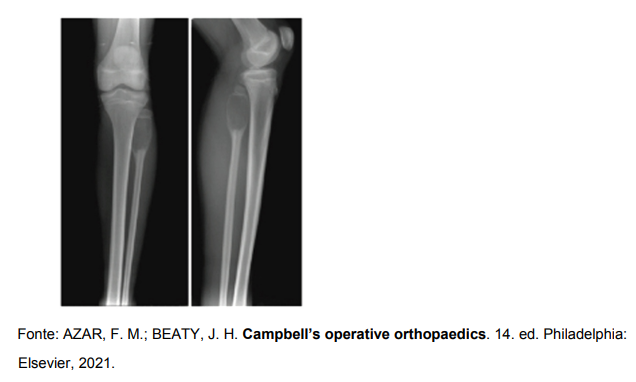 Fonte: AZAR, F. M.; BEATY, J. H. Campbell's operative orthopaedics. 14. ed. Philadelphia:
Elsevier, 2021.